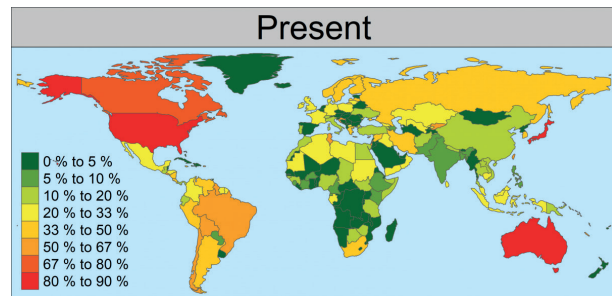 Present
0 % to 5 %
5 % to 10 %
10 % to 20 %
20 % to 33 %
33 % to 50 %
50 % to 67 %
67 % to 80 %
80 % to 90 %